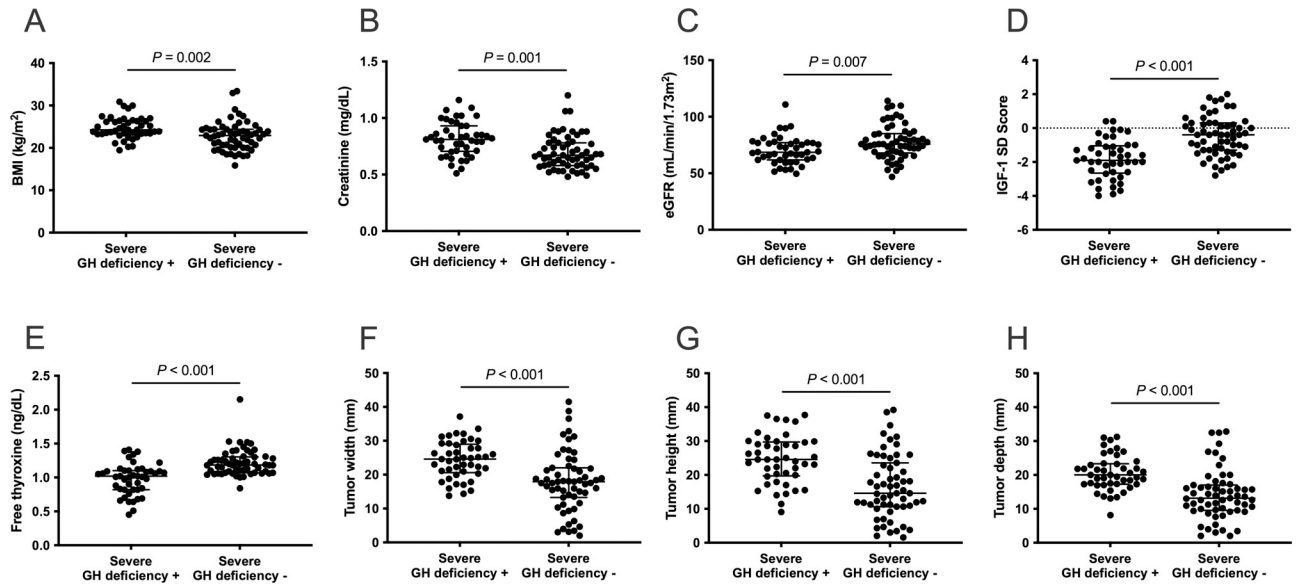 A
P = 0.002
BMI (kg/m²)
40
30
20
10
0
Severe
GH deficiency +
Severe
GH deficiency -
B
P = 0.001
Creatinine (mg/dL)
1.5
1.0
0.5
0.0
Severe
GH deficiency +
Severe
GH deficiency -
C
P = 0.007
eGFR (mL/min/1.73m²)
150
100
50
0
Severe
GH deficiency +
Severe
GH deficiency -
D
P < 0.001
IGF-1 SD Score
4
2
0
-2
-4
-6
Severe
GH deficiency +
Severe
GH deficiency -
E
P < 0.001
Free thyroxine (ng/dL)
2.5
2.0
1.5
1.0
0.5
0.0
Severe
GH deficiency +
Severe
GH deficiency -
F
P < 0.001
Tumor width (mm)
50
40
30
20
10
0
Severe
GH deficiency +
Severe
GH deficiency -
G
P < 0.001
Tumor height (mm)
50
40
30
20
10
0
Severe
GH deficiency +
Severe
GH deficiency -
H
P < 0.001
Tumor depth (mm)
50
40
30
20
10
0
Severe
GH deficiency +
Severe
GH deficiency -